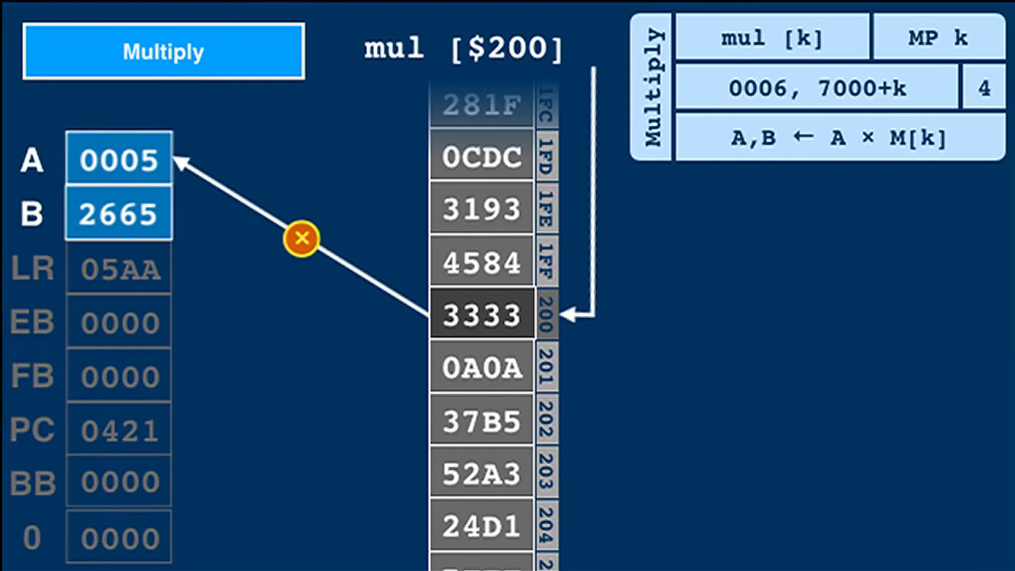 Multiply
mul [$200]
Multiply
mul [k]
MP k
0006, 7000+k
4
A,B ← A × M[k]
A 0005
B 2665
LR 05AA
EB 0000
FB 0000
PC 0421
BB 0000
0 0000
281F 1FC
0CDC 1FD
3193 1FE
4584 1FF
3333 200
0A0A 201
37B5 202
52A3 203
24D1 204